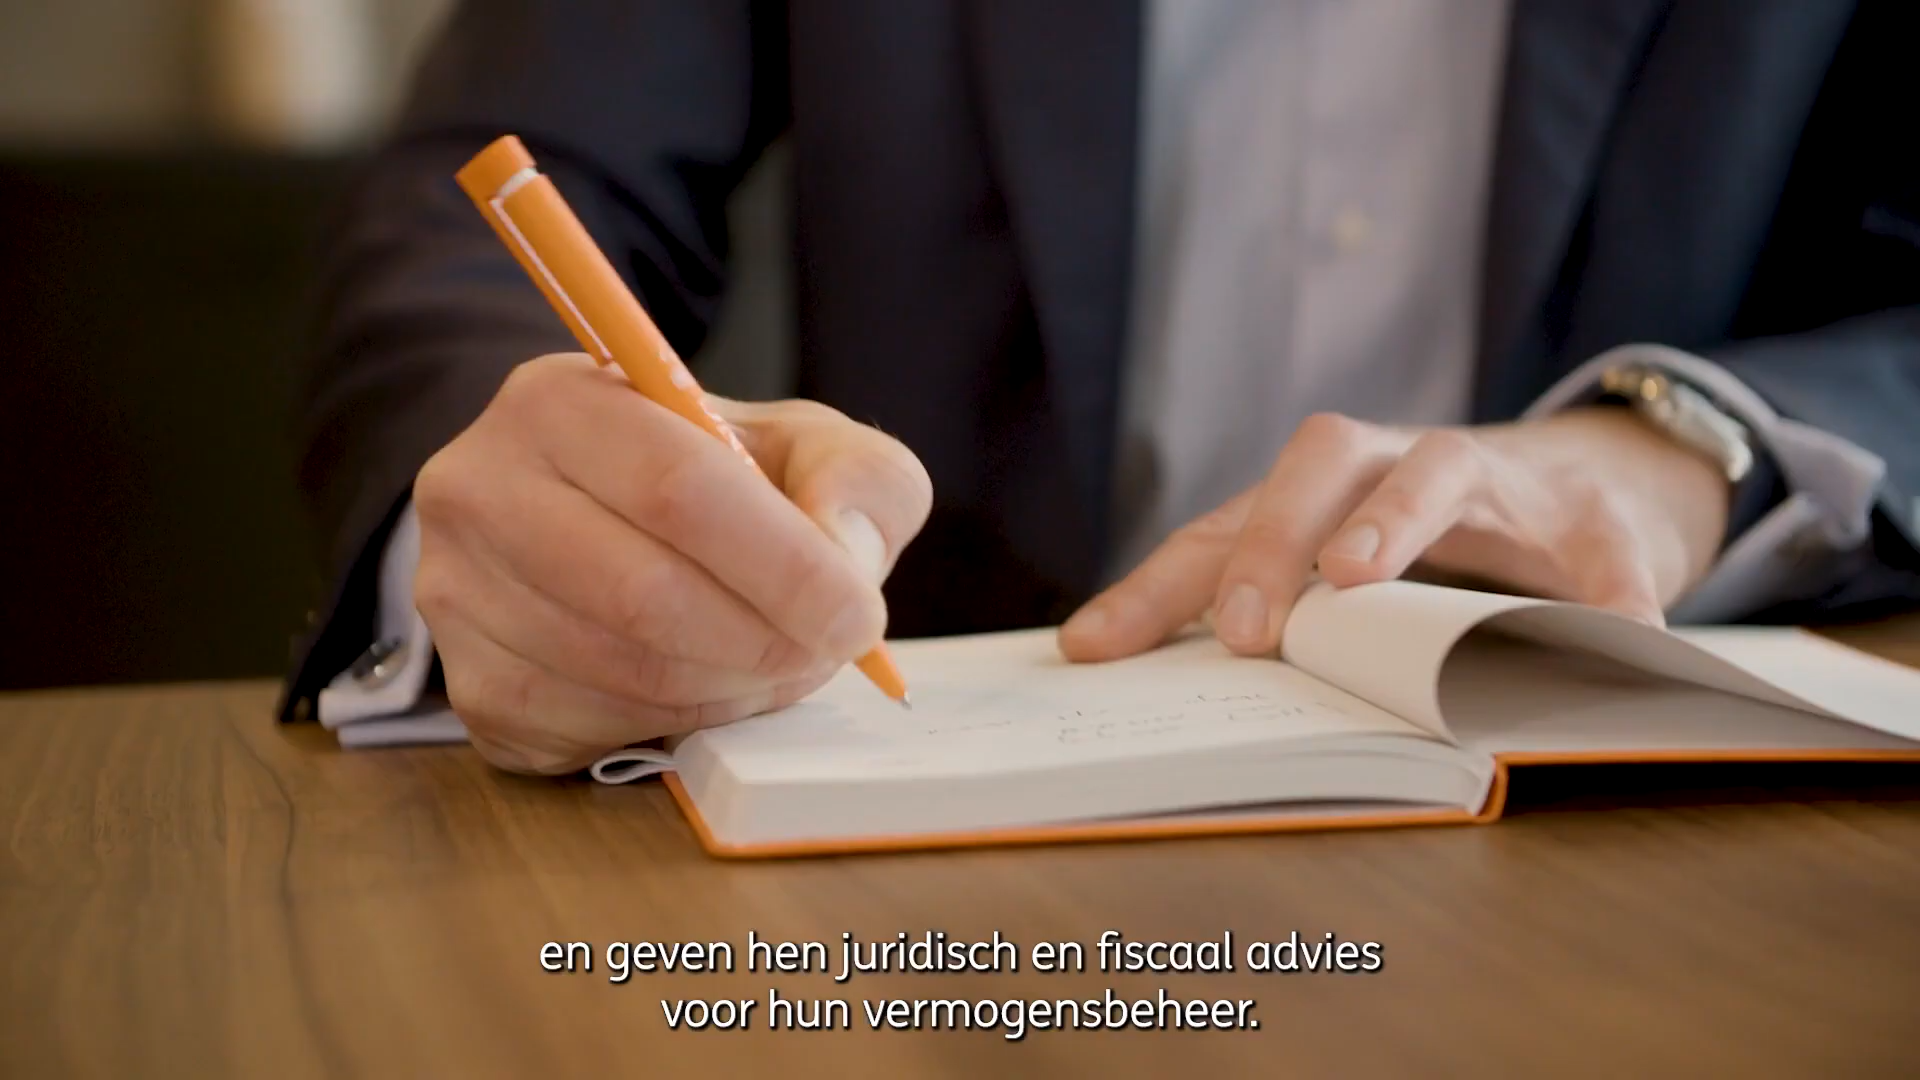 en geven hen juridisch en fiscaal advies
voor hun vermogensbeheer.